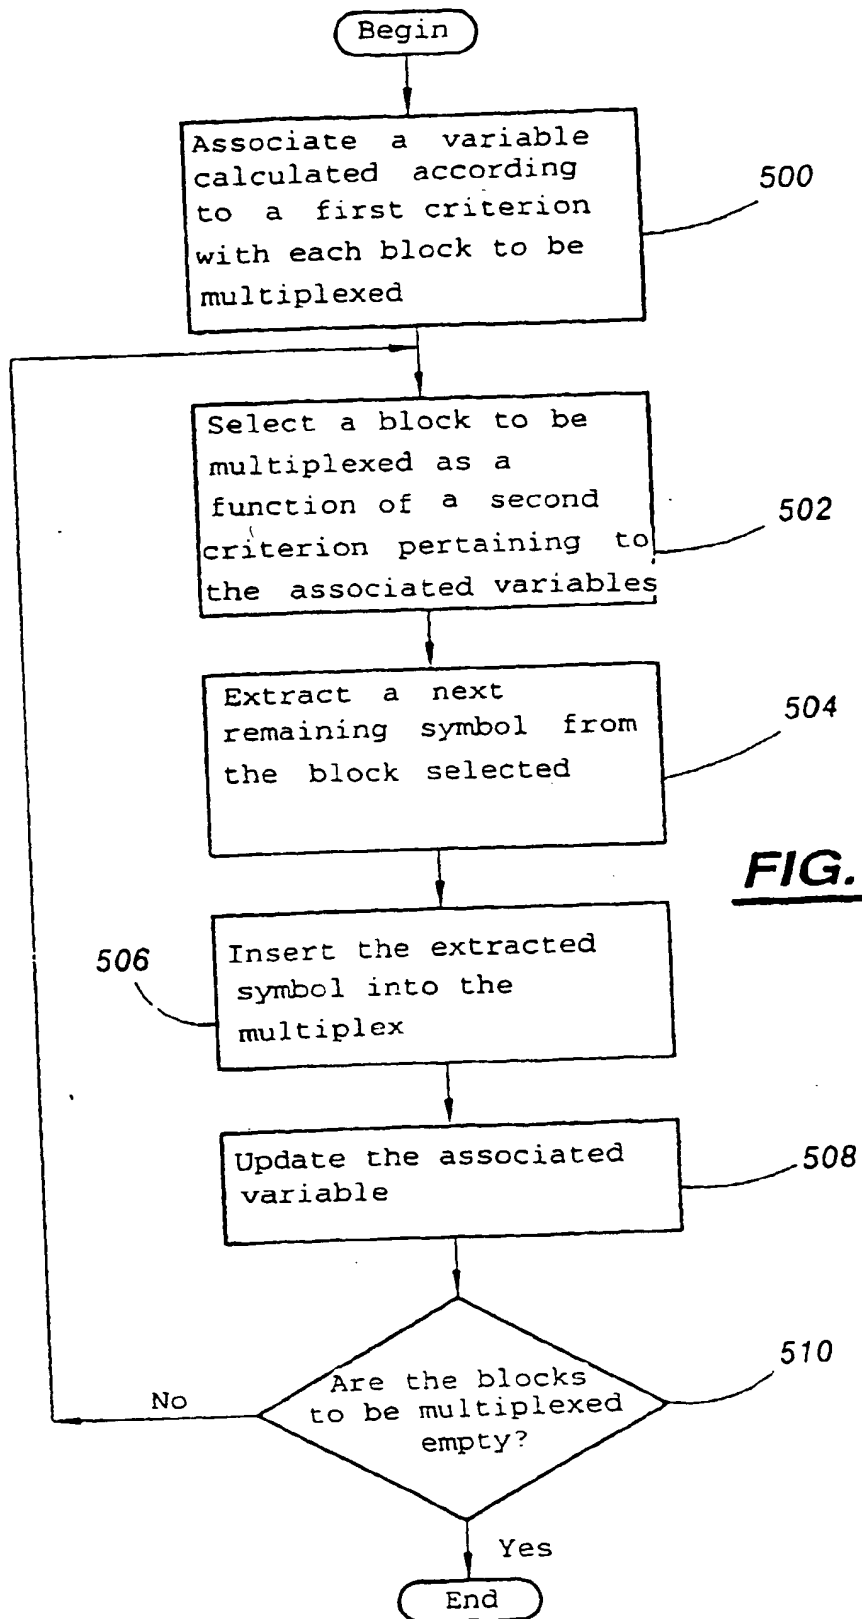 Begin
Associate a variable
calculated according
to a first criterion
with each block to be
multiplexed
500
Select a block to be
multiplexed as a
function of a second
criterion pertaining to
the associated variables
502
Extract a next
remaining symbol from
the block selected
504
FIG.
Insert the extracted
symbol into the
multiplex
506
Update the associated
variable
508
Are the blocks
to be multiplexed
empty?
510
No
Yes
End